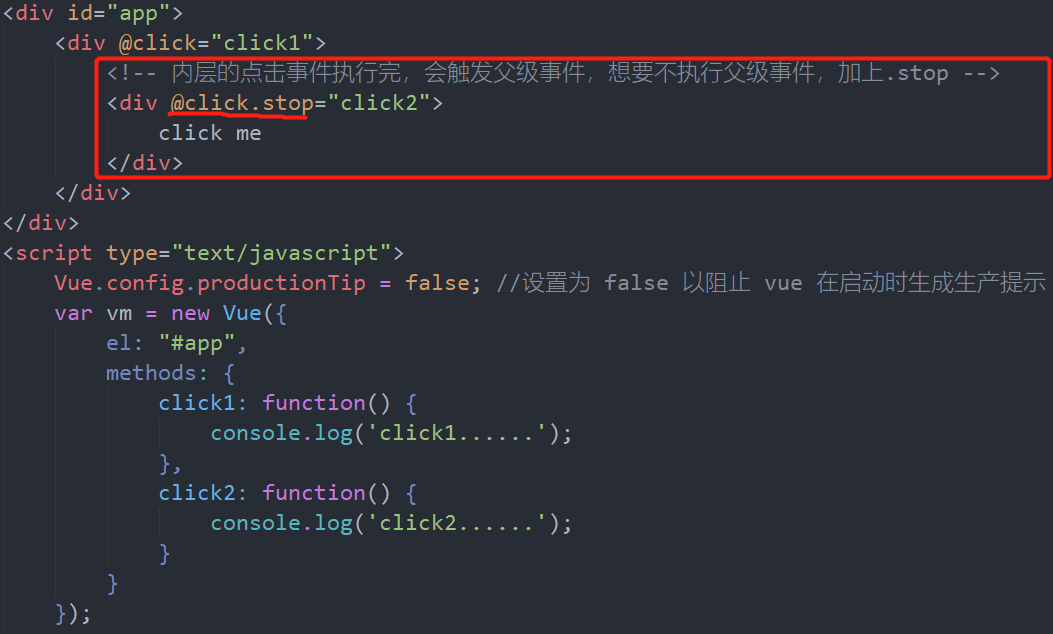 <div id="app">
<div @click="click1">
<!-- 内层的点击事件执行完，会触发父级事件，想要不执行父级事件，加上.stop -->
<div @click.stop="click2">
click me
</div>
</div>
</div>
<script type="text/javascript">
Vue.config.productionTip = false; //设置为 false 以阻止 vue 在启动时生成生产提示
var vm = new Vue({
el: "#app",
methods: {
click1: function() {
console.log('click1......');
},
click2: function() {
console.log('click2......');
}
}
});